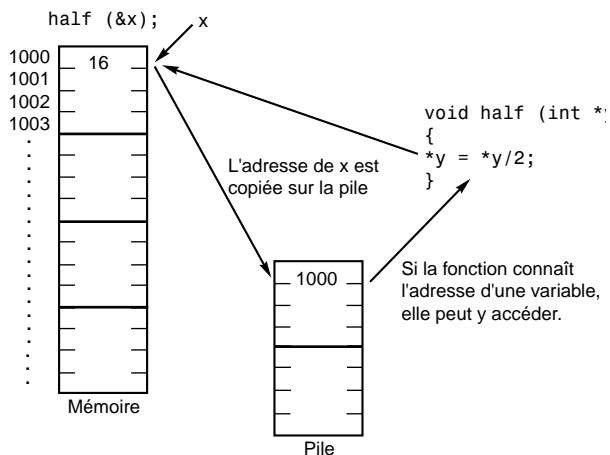 half (&x);
x
1000
1001
1002
1003
16
void half (int *y
{
*y = *y/2;
}
L'adresse de x est
copiée sur la pile
1000
Si la fonction connaît
l'adresse d'une variable,
elle peut y accéder.
Mémoire
Pile